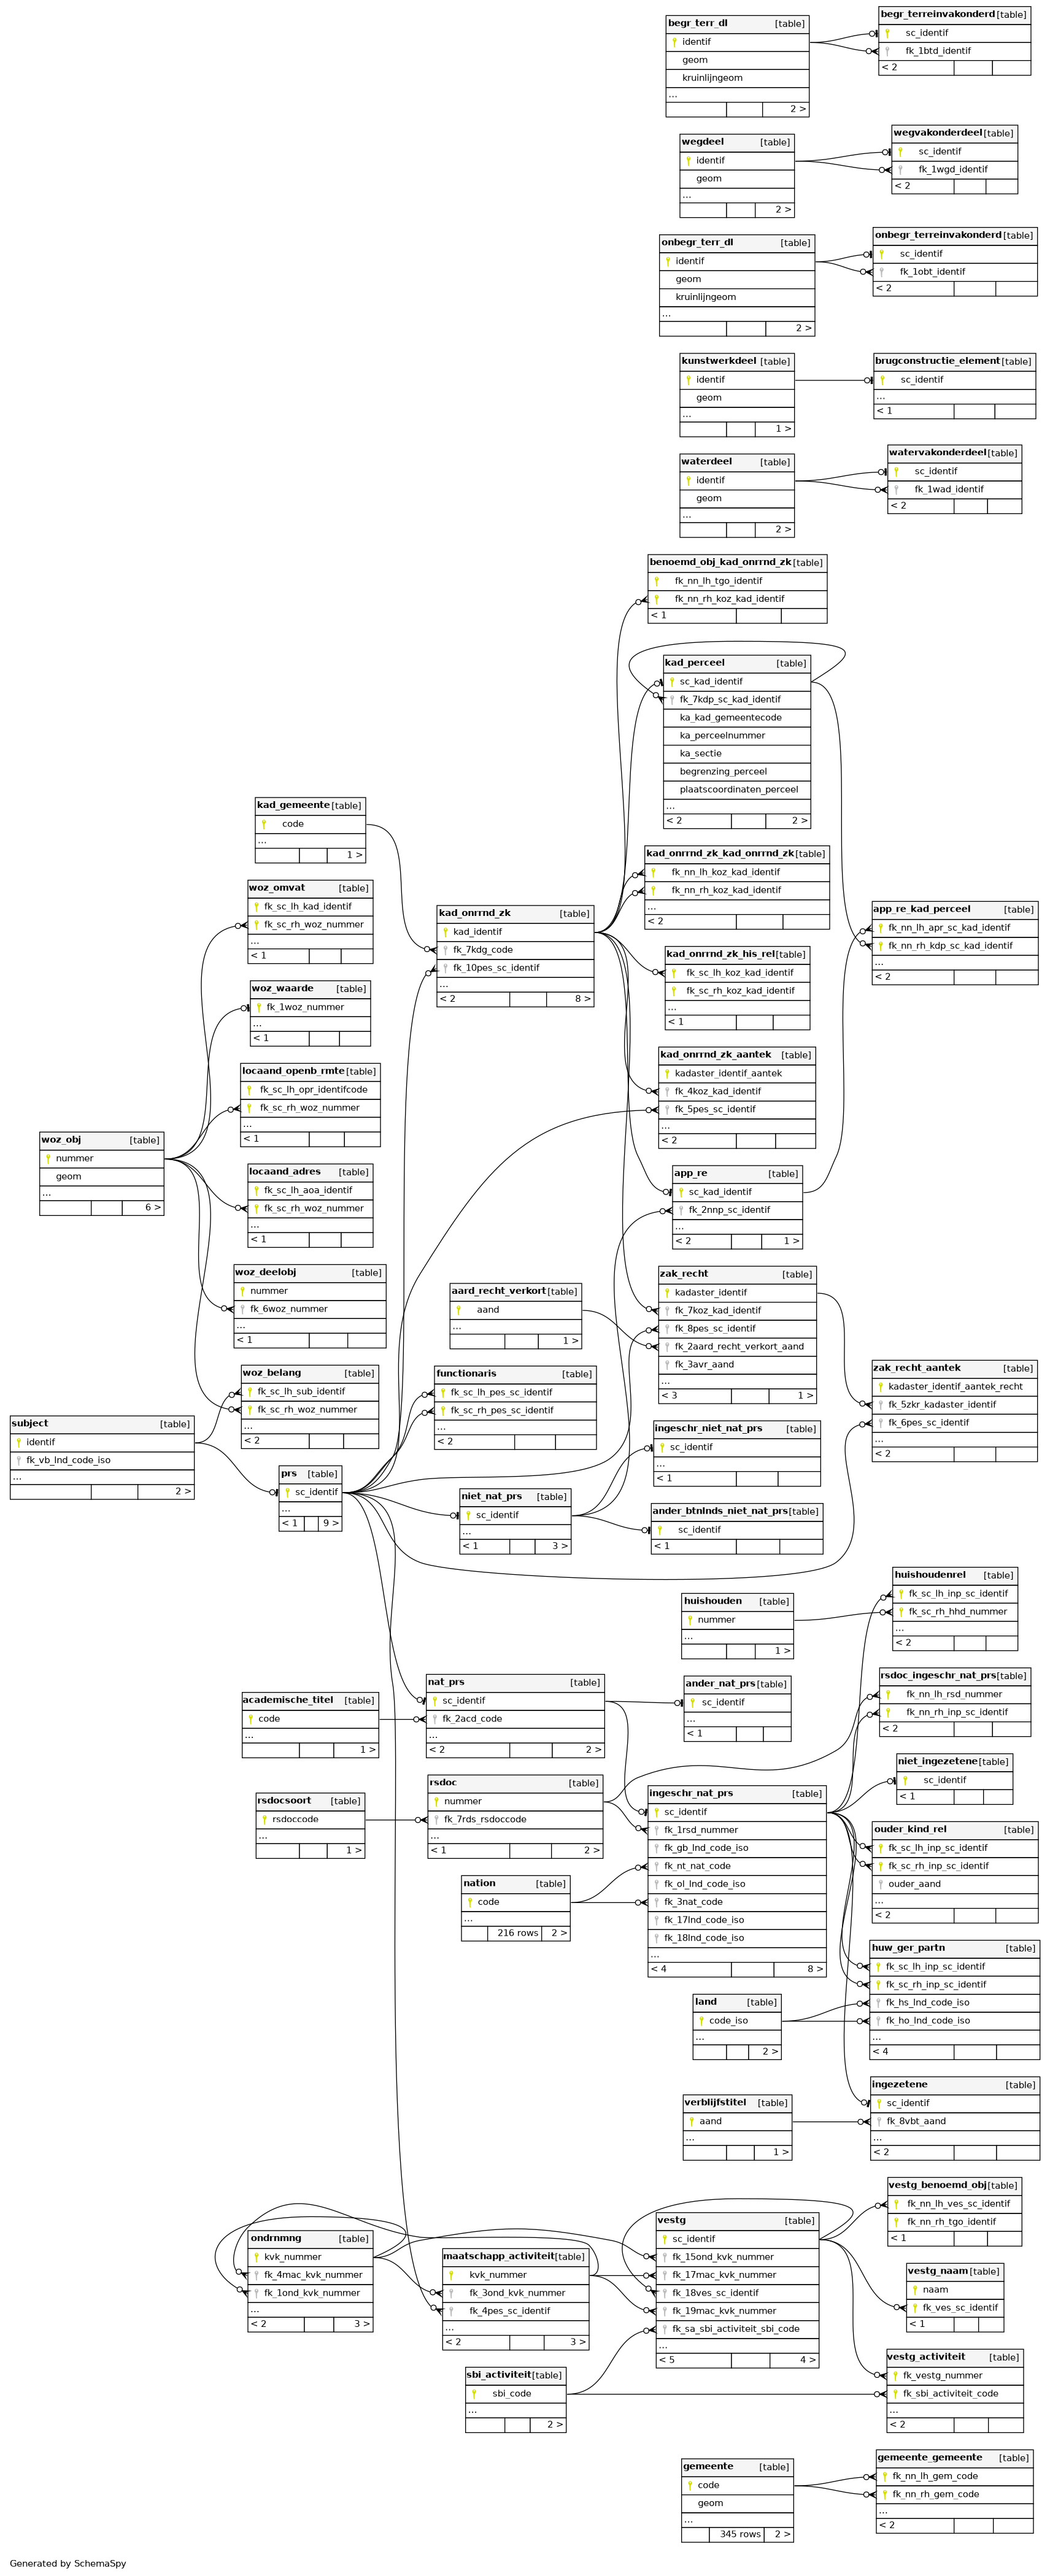 begr_terr_dl [table]
identif
geom
kruinlijngeom
...
2 >
begr_terreinvakonderd [table]
sc_identif
fk_1btd_identif
< 2
wegdeel [table]
identif
geom
...
2 >
wegvakonderdeel [table]
sc_identif
fk_1wgd_identif
< 2
onbegr_terr_dl [table]
identif
geom
kruinlijngeom
...
2 >
onbegr_terreinvakonderd [table]
sc_identif
fk_1obt_identif
< 2
kunstwerkdeel [table]
identif
geom
...
1 >
brugconstructie_element [table]
sc_identif
...
< 1
waterdeel [table]
identif
geom
...
2 >
watervakonderdeel [table]
sc_identif
fk_1wad_identif
< 2
benoemd_obj_kad_onrrnd_zk [table]
fk_nn_lh_tgo_identif
fk_nn_rh_koz_kad_identif
< 1
kad_perceel [table]
sc_kad_identif
fk_7kdp_sc_kad_identif
ka_kad_gemeentecode
ka_perceelnummer
ka_sectie
begrenzing_perceel
plaatscoordinaten_perceel
...
< 2 2 >
kad_gemeente [table]
code
...
1 >
woz_omvat [table]
fk_sc_lh_kad_identif
fk_sc_rh_woz_nummer
...
< 1
kad_onrrnd_zk [table]
kad_identif
fk_7kdg_code
fk_10pes_sc_identif
...
< 2 8 >
kad_onrrnd_zk_kad_onrrnd_zk [table]
fk_nn_lh_koz_kad_identif
fk_nn_rh_koz_kad_identif
...
< 2
app_re_kad_perceel [table]
fk_nn_lh_apr_sc_kad_identif
fk_nn_rh_kdp_sc_kad_identif
...
< 2
kad_onrrnd_zk_his_rel [table]
fk_sc_lh_koz_kad_identif
fk_sc_rh_koz_kad_identif
...
< 1
woz_waarde [table]
fk_1woz_nummer
...
< 1
locaand_openb_rmte [table]
fk_sc_lh_opr_identifcode
fk_sc_rh_woz_nummer
...
< 1
kad_onrrnd_zk_aantek [table]
kadaster_identif_aantek
fk_4koz_kad_identif
fk_5pes_sc_identif
...
< 2
woz_obj [table]
nummer
geom
...
6 >
locaand_adres [table]
fk_sc_lh_aoa_identif
fk_sc_rh_woz_nummer
...
< 1
app_re [table]
sc_kad_identif
fk_2nnp_sc_identif
...
< 2 1 >
woz_deelobj [table]
nummer
fk_6woz_nummer
...
< 1
aard_recht_verkort [table]
aand
...
1 >
zak_recht [table]
kadaster_identif
fk_7koz_kad_identif
fk_8pes_sc_identif
fk_2aard_recht_verkort_aand
fk_3avr_aand
...
< 3 1 >
woz_belang [table]
fk_sc_lh_sub_identif
fk_sc_rh_woz_nummer
...
< 2
functionaris [table]
fk_sc_lh_pes_sc_identif
fk_sc_rh_pes_sc_identif
...
< 2
zak_recht_aantek [table]
kadaster_identif_aantek_recht
fk_5zkr_kadaster_identif
fk_6pes_sc_identif
...
< 2
subject [table]
identif
fk_vb_lnd_code_iso
...
2 >
prs [table]
sc_identif
...
< 1 9 >
ingeschr_niet_nat_prs [table]
sc_identif
...
< 1
niet_nat_prs [table]
sc_identif
...
< 1 3 >
ander_btnlnds_niet_nat_prs [table]
sc_identif
...
< 1
huishouden [table]
nummer
...
1 >
huishoudenrel [table]
fk_sc_lh_inp_sc_identif
fk_sc_rh_hhd_nummer
...
< 2
academische_titel [table]
code
...
1 >
nat_prs [table]
sc_identif
fk_2acd_code
...
< 2 2 >
ander_nat_prs [table]
sc_identif
...
< 1
rsdoc_ingeschr_nat_prs [table]
fk_nn_lh_rsd_nummer
fk_nn_rh_inp_sc_identif
< 2
rsdocsoort [table]
rsdoccode
...
1 >
rsdoc [table]
nummer
fk_7rds_rsdoccode
...
< 1 2 >
ingeschr_nat_prs [table]
sc_identif
fk_1rsd_nummer
fk_gb_lnd_code_iso
fk_nt_nat_code
fk_ol_lnd_code_iso
fk_3nat_code
fk_17lnd_code_iso
fk_18lnd_code_iso
...
< 4 8 >
niet_ingezetene [table]
sc_identif
...
< 1
ouder_kind_rel [table]
fk_sc_lh_inp_sc_identif
fk_sc_rh_inp_sc_identif
ouder_aand
...
< 2
nation [table]
code
...
216 rows 2 >
huw_ger_partn [table]
fk_sc_lh_inp_sc_identif
fk_sc_rh_inp_sc_identif
fk_hs_lnd_code_iso
fk_ho_lnd_code_iso
...
< 4
land [table]
code_iso
...
2 >
ingezetene [table]
sc_identif
fk_8vbt_aand
...
< 2
verblijfstitel [table]
aand
...
1 >
vestg_benoemd_obj [table]
fk_nn_lh_ves_sc_identif
fk_nn_rh_tgo_identif
< 1
ondrnmng [table]
kvk_nummer
fk_4mac_kvk_nummer
fk_1ond_kvk_nummer
...
< 2 3 >
maatschapp_activiteit [table]
kvk_nummer
fk_3ond_kvk_nummer
fk_4pes_sc_identif
...
< 2 3 >
vestg [table]
sc_identif
fk_15ond_kvk_nummer
fk_17mac_kvk_nummer
fk_18ves_sc_identif
fk_19mac_kvk_nummer
fk_sa_sbi_activiteit_sbi_code
...
< 5 4 >
vestg_naam [table]
naam
fk_ves_sc_identif
< 1
vestg_activiteit [table]
fk_vestg_nummer
fk_sbi_activiteit_code
...
< 2
sbi_activiteit [table]
sbi_code
...
2 >
gemeente [table]
code
geom
...
345 rows 2 >
gemeente_gemeente [table]
fk_nn_lh_gem_code
fk_nn_rh_gem_code
...
< 2
Generated by SchemaSpy